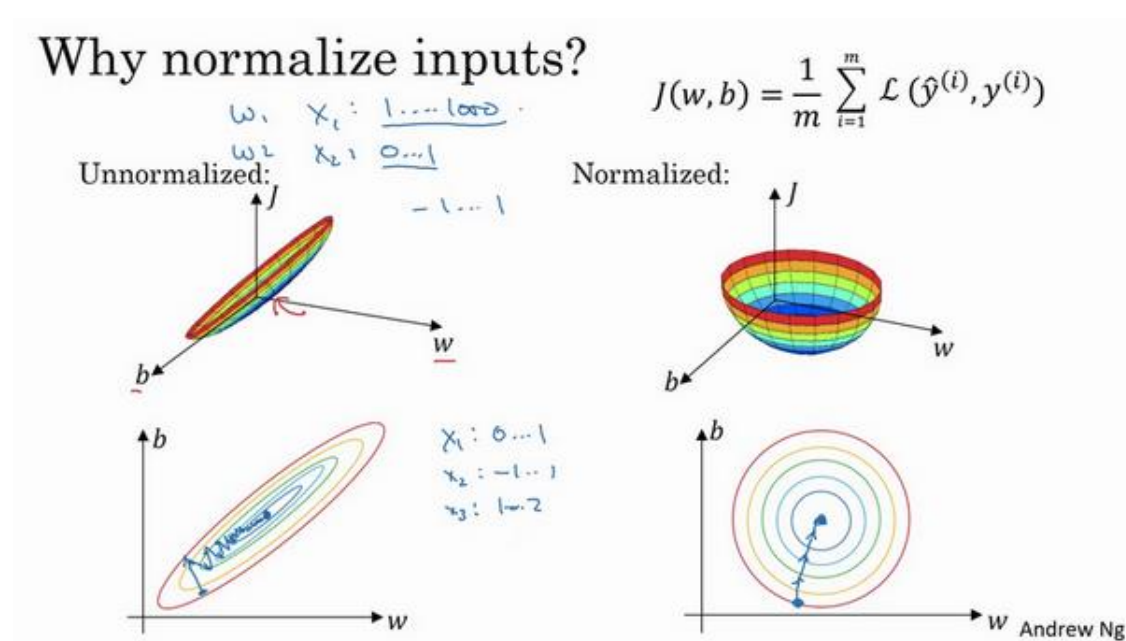 Why normalize inputs?
J(w, b) = 1/m ∑ i=1 m ℒ(ŷ⁽ⁱ⁾, y⁽ⁱ⁾)
w₁ x₁: 1....1000
w2 x₂: 0...1
Unnormalized:
-1...1
Normalized:
J
w
b
J
w
b
b
w
x₁: 0...1
x₂: -1..1
x₃: 1...2
b
w
Andrew Ng